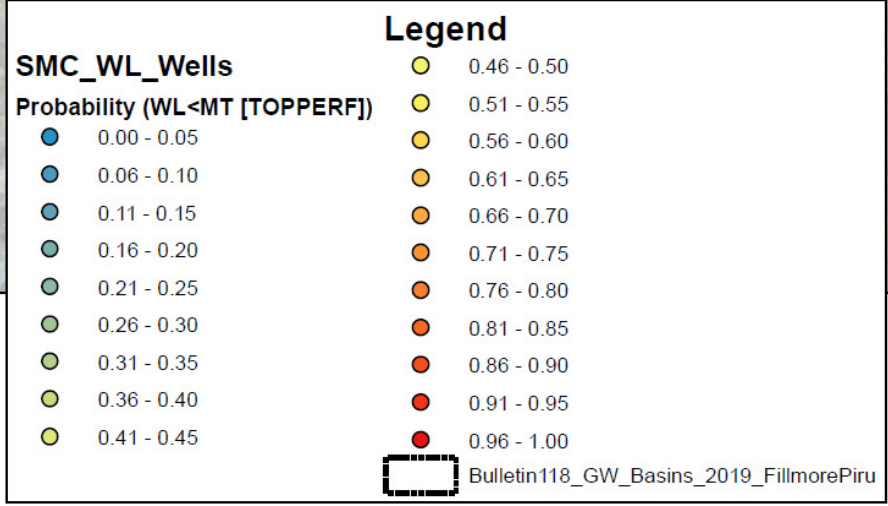 Legend
SMC_WL_Wells
Probability (WL<MT [TOPPERF])
0.00 - 0.05
0.06 - 0.10
0.11 - 0.15
0.16 - 0.20
0.21 - 0.25
0.26 - 0.30
0.31 - 0.35
0.36 - 0.40
0.41 - 0.45
0.46 - 0.50
0.51 - 0.55
0.56 - 0.60
0.61 - 0.65
0.66 - 0.70
0.71 - 0.75
0.76 - 0.80
0.81 - 0.85
0.86 - 0.90
0.91 - 0.95
0.96 - 1.00
Bulletin118_GW_Basins_2019_FillmorePiru